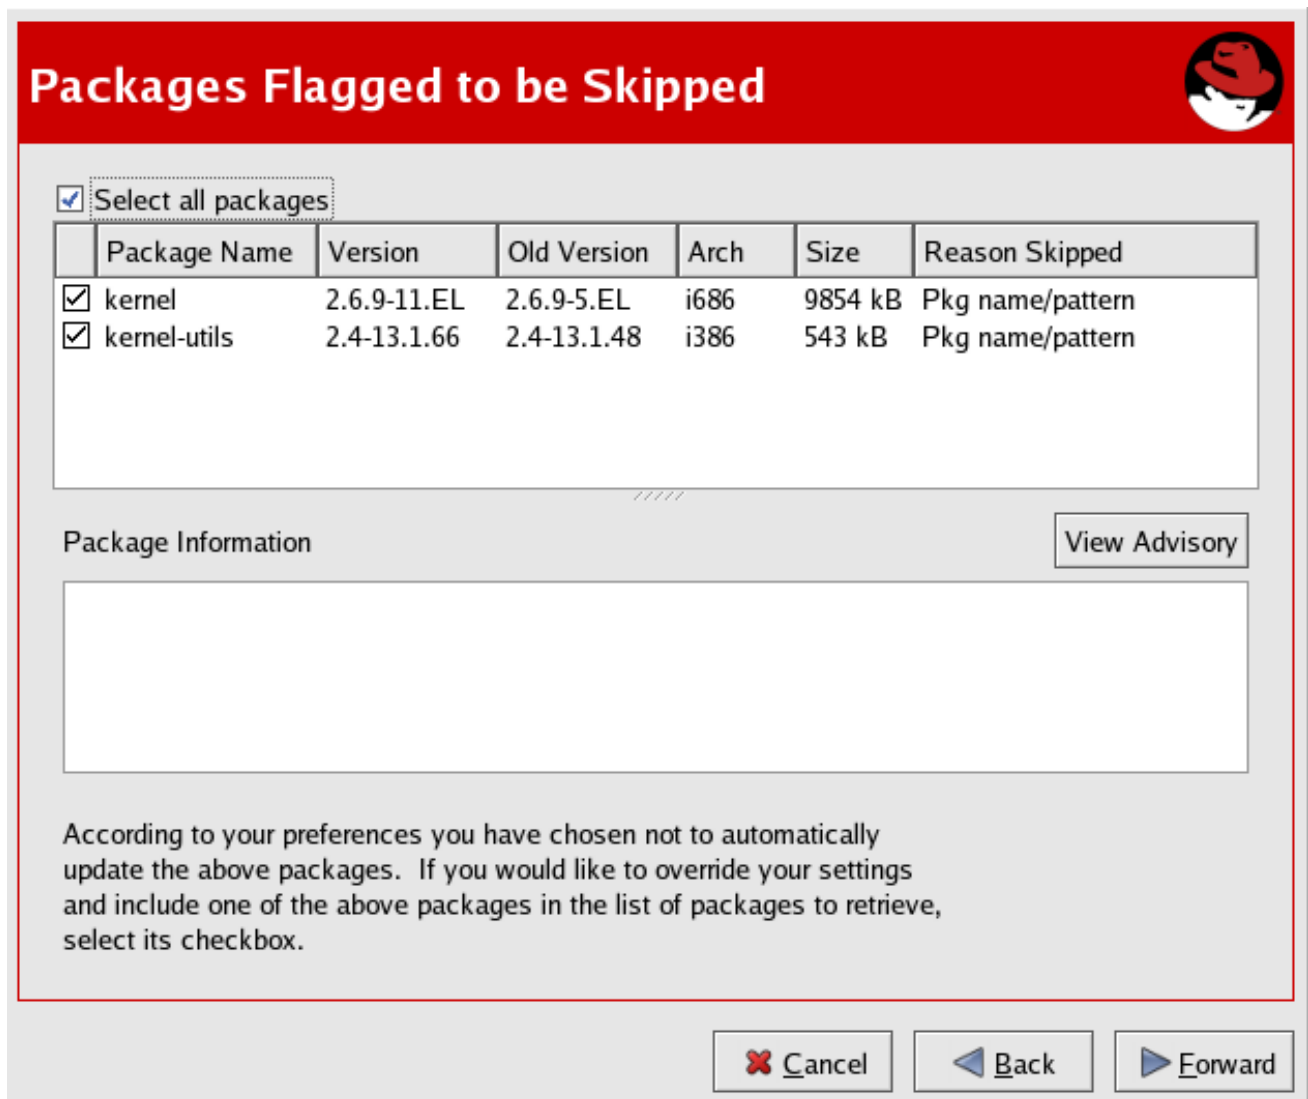 Packages Flagged to be Skipped
Select all packages
Package Name Version Old Version Arch Size Reason Skipped
kernel 2.6.9-11.EL 2.6.9-5.EL i686 9854 kB Pkg name/pattern
kernel-utils 2.4-13.1.66 2.4-13.1.48 i386 543 kB Pkg name/pattern
Package Information View Advisory
According to your preferences you have chosen not to automatically
update the above packages.  If you would like to override your settings
and include one of the above packages in the list of packages to retrieve,
select its checkbox.
Cancel Back Forward